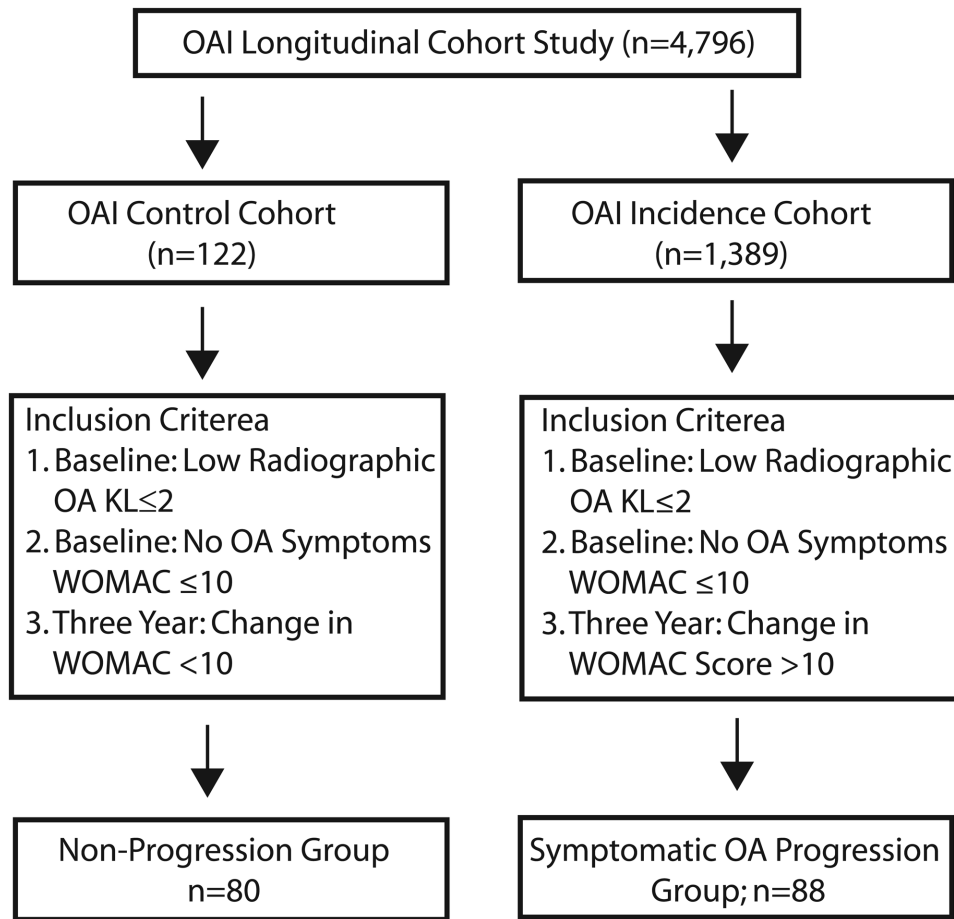 OAI Longitudinal Cohort Study (n=4,796)
OAI Control Cohort
(n=122)
OAI Incidence Cohort
(n=1,389)
Inclusion Criterea
1. Baseline: Low Radiographic
OA KL≤2
2. Baseline: No OA Symptoms
WOMAC ≤10
3. Three Year: Change in
WOMAC <10
Inclusion Criterea
1. Baseline: Low Radiographic
OA KL≤2
2. Baseline: No OA Symptoms
WOMAC ≤10
3. Three Year: Change in
WOMAC Score >10
Non-Progression Group
n=80
Symptomatic OA Progression
Group; n=88